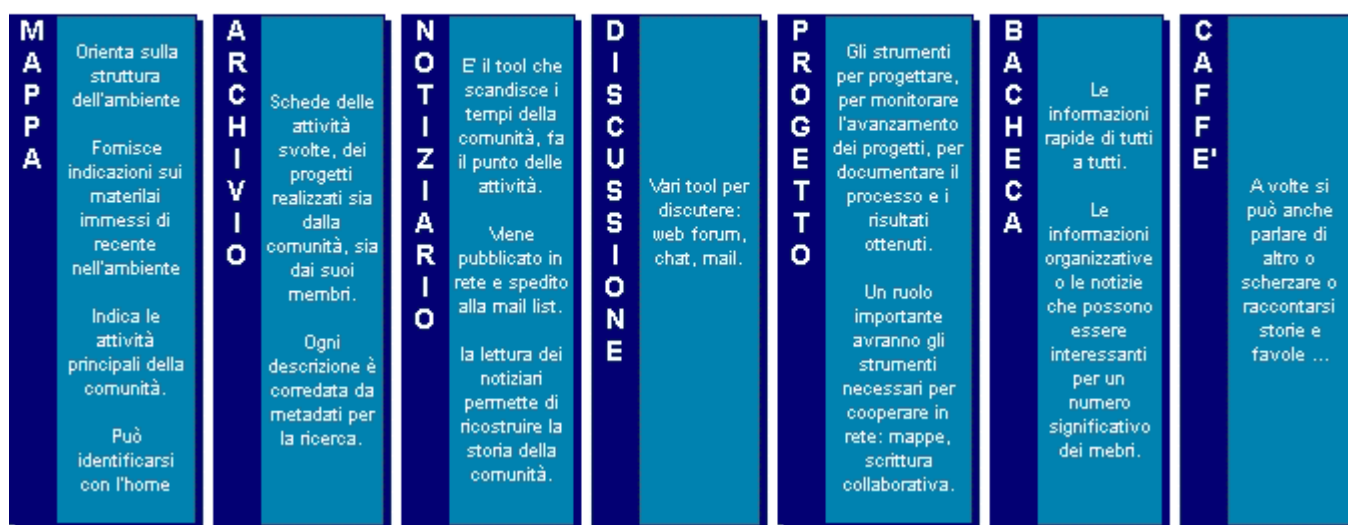 MAPPA
Orienta sulla
struttura
dell'ambiente
Fornisce
indicazioni sui
materilai
immessi di
recente
nell'ambiente
Indica le
attività
principali della
comunità.
Può
identificarsi
con l'home
ARCHIVIO
Schede delle
attività
svolte, dei
progetti
realizzati sia
dalla
comunità, sia
dai suoi
membri.
Ogni
descrizione è
corredata da
metadati per
la ricerca.
NOTIZIARIO
E' il tool che
scandisce i
tempi della
comunità, fa
il punto delle
attività.
Viene
pubblicato in
rete e spedito
alla mail list.
la lettura dei
notiziari
permette di
ricostruire la
storia della
comunità.
DISCUSSIONE
Vari tool per
discutere:
web forum,
chat, mail.
PROGETTO
Gli strumenti
per progettare,
per monitorare
l'avanzamento
dei progetti, per
documentare il
processo e i
risultati
ottenuti.
Un ruolo
importante
avranno gli
strumenti
necessari per
cooperare in
rete: mappe,
scrittura
collaborativa.
BACHECA
Le
informazioni
rapide di tutti
a tutti.
Le
informazioni
organizzative
o le notizie
che possono
essere
interessanti
per un
numero
significativo
dei mebri.
CAFFE'
A volte si
può anche
parlare di
altro o
scherzare o
raccontarsi
storie e
favole ...